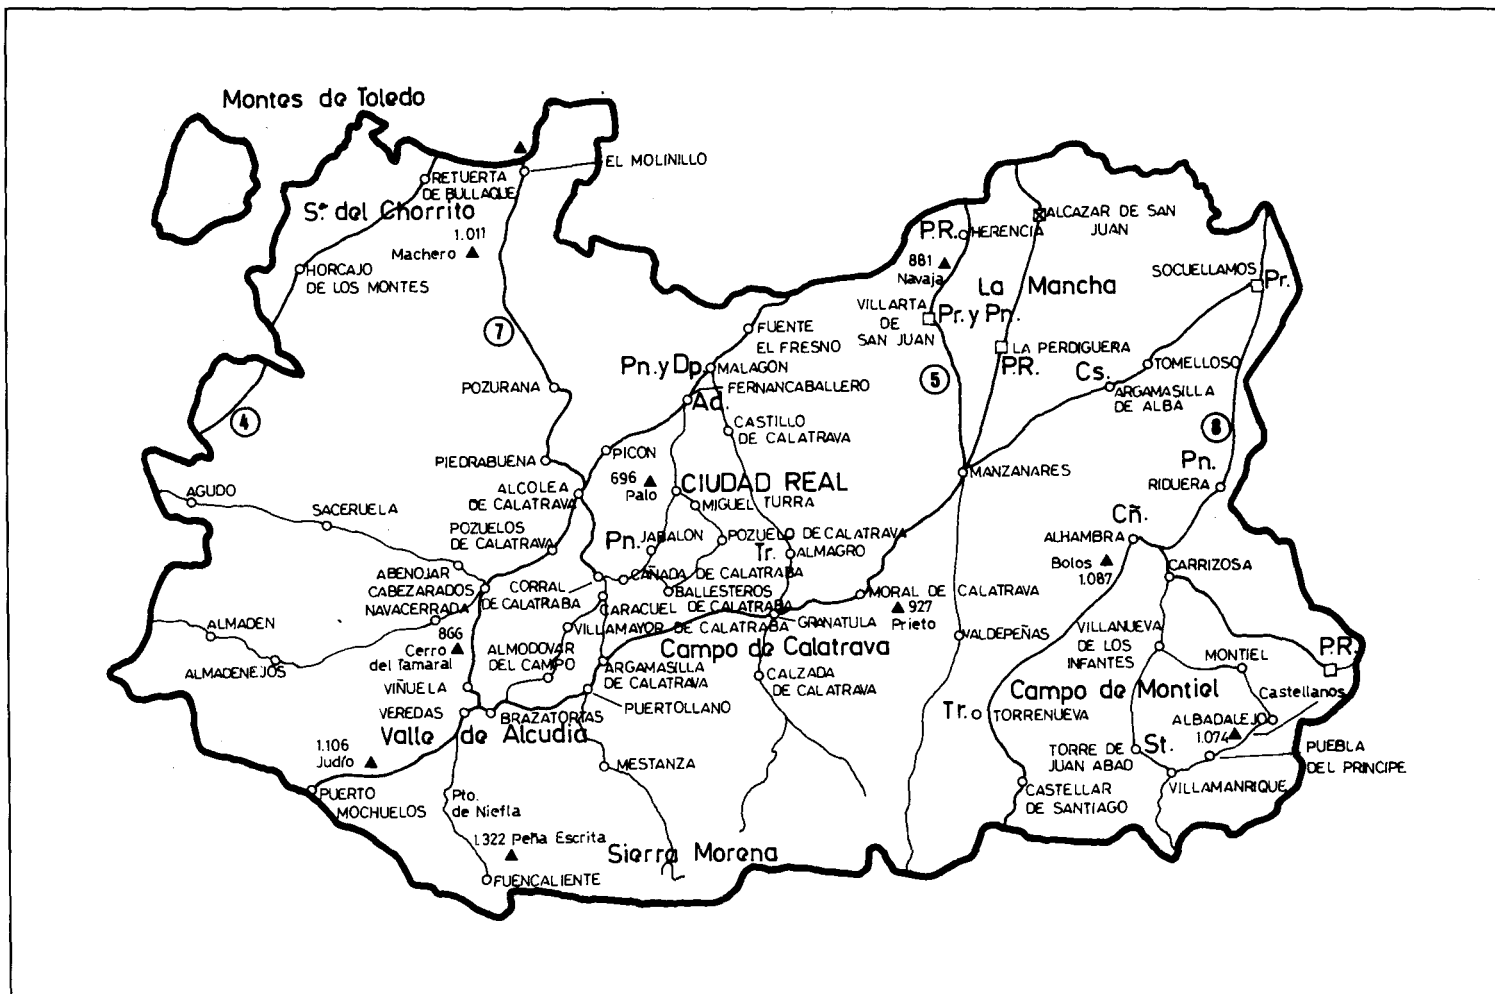 Montes de Toledo
EL MOLINILLO
RETUERTA
DE BULLAQUE
Sª del Chorrito
1.011
Machero
HORCAJO
DE LOS MONTES
7
4
POZURANA
PIEDRABUENA
ALCOLEA
DE CALATRAVA
AGUDO
SACERUELA
POZUELOS
DE CALATRAVA
ABENOJAR
CABEZARADOS
NAVACERRADA
ALMADEN
ALMADENEJOS
866
Cerro
del Tamaral
VIÑUELA
VEREDAS
BRAZATORTAS
Valle de Alcudia
1.106
Judío
PUERTO
MOCHUELOS
Pto.
de Niefla
1.322 Peña Escrita
FUENCALIENTE
Sierra Morena
MESTANZA
PUERTOLLANO
ARGAMASILLA
DE CALATRAVA
ALMODOVAR
DEL CAMPO
VILLAMAYOR DE CALATRABA
CARACUEL DE CALATRABA
CORRAL
DE CALATRABA
CAÑADA DE CALATRABA
BALLESTEROS
Pn. JABALON
POZUELO DE CALATRAVA
MIGUEL TURRA
CIUDAD REAL
696
Palo
PICON
Pn. y Dp.
MALAGON
FERNANCABALLERO
Ad.
FUENTE
EL FRESNO
CASTILLO
DE CALATRAVA
Tr.
ALMAGRO
GRANATULA
Campo de Calatrava
CALZADA
DE CALATRAVA
MORAL DE CALATRAVA
927
Prieto
VALDEPEÑAS
MANZANARES
P.R.
HERENCIA
881
Navaja
ALCAZAR DE SAN
JUAN
La Mancha
VILLARTA
DE
SAN JUAN
Pr. y Pn.
LA PERDIGUERA
P.R.
5
Cs.
TOMELLOSO
ARGAMASILLA
DE ALBA
SOCUELLAMOS
Pr.
8
Pn.
RIDUERA
Cñ.
ALHAMBRA
Bolos
1.087
CARRIZOSA
VILLANUEVA
DE LOS
INFANTES
MONTIEL
P.R.
Campo de Montiel
Castellanos
ALBADALEJO
1.074
Tr.
TORRENUEVA
TORRE DE
JUAN ABAD
St.
PUEBLA
DEL PRINCIPE
VILLAMANRIQUE
CASTELLAR
DE SANTIAGO